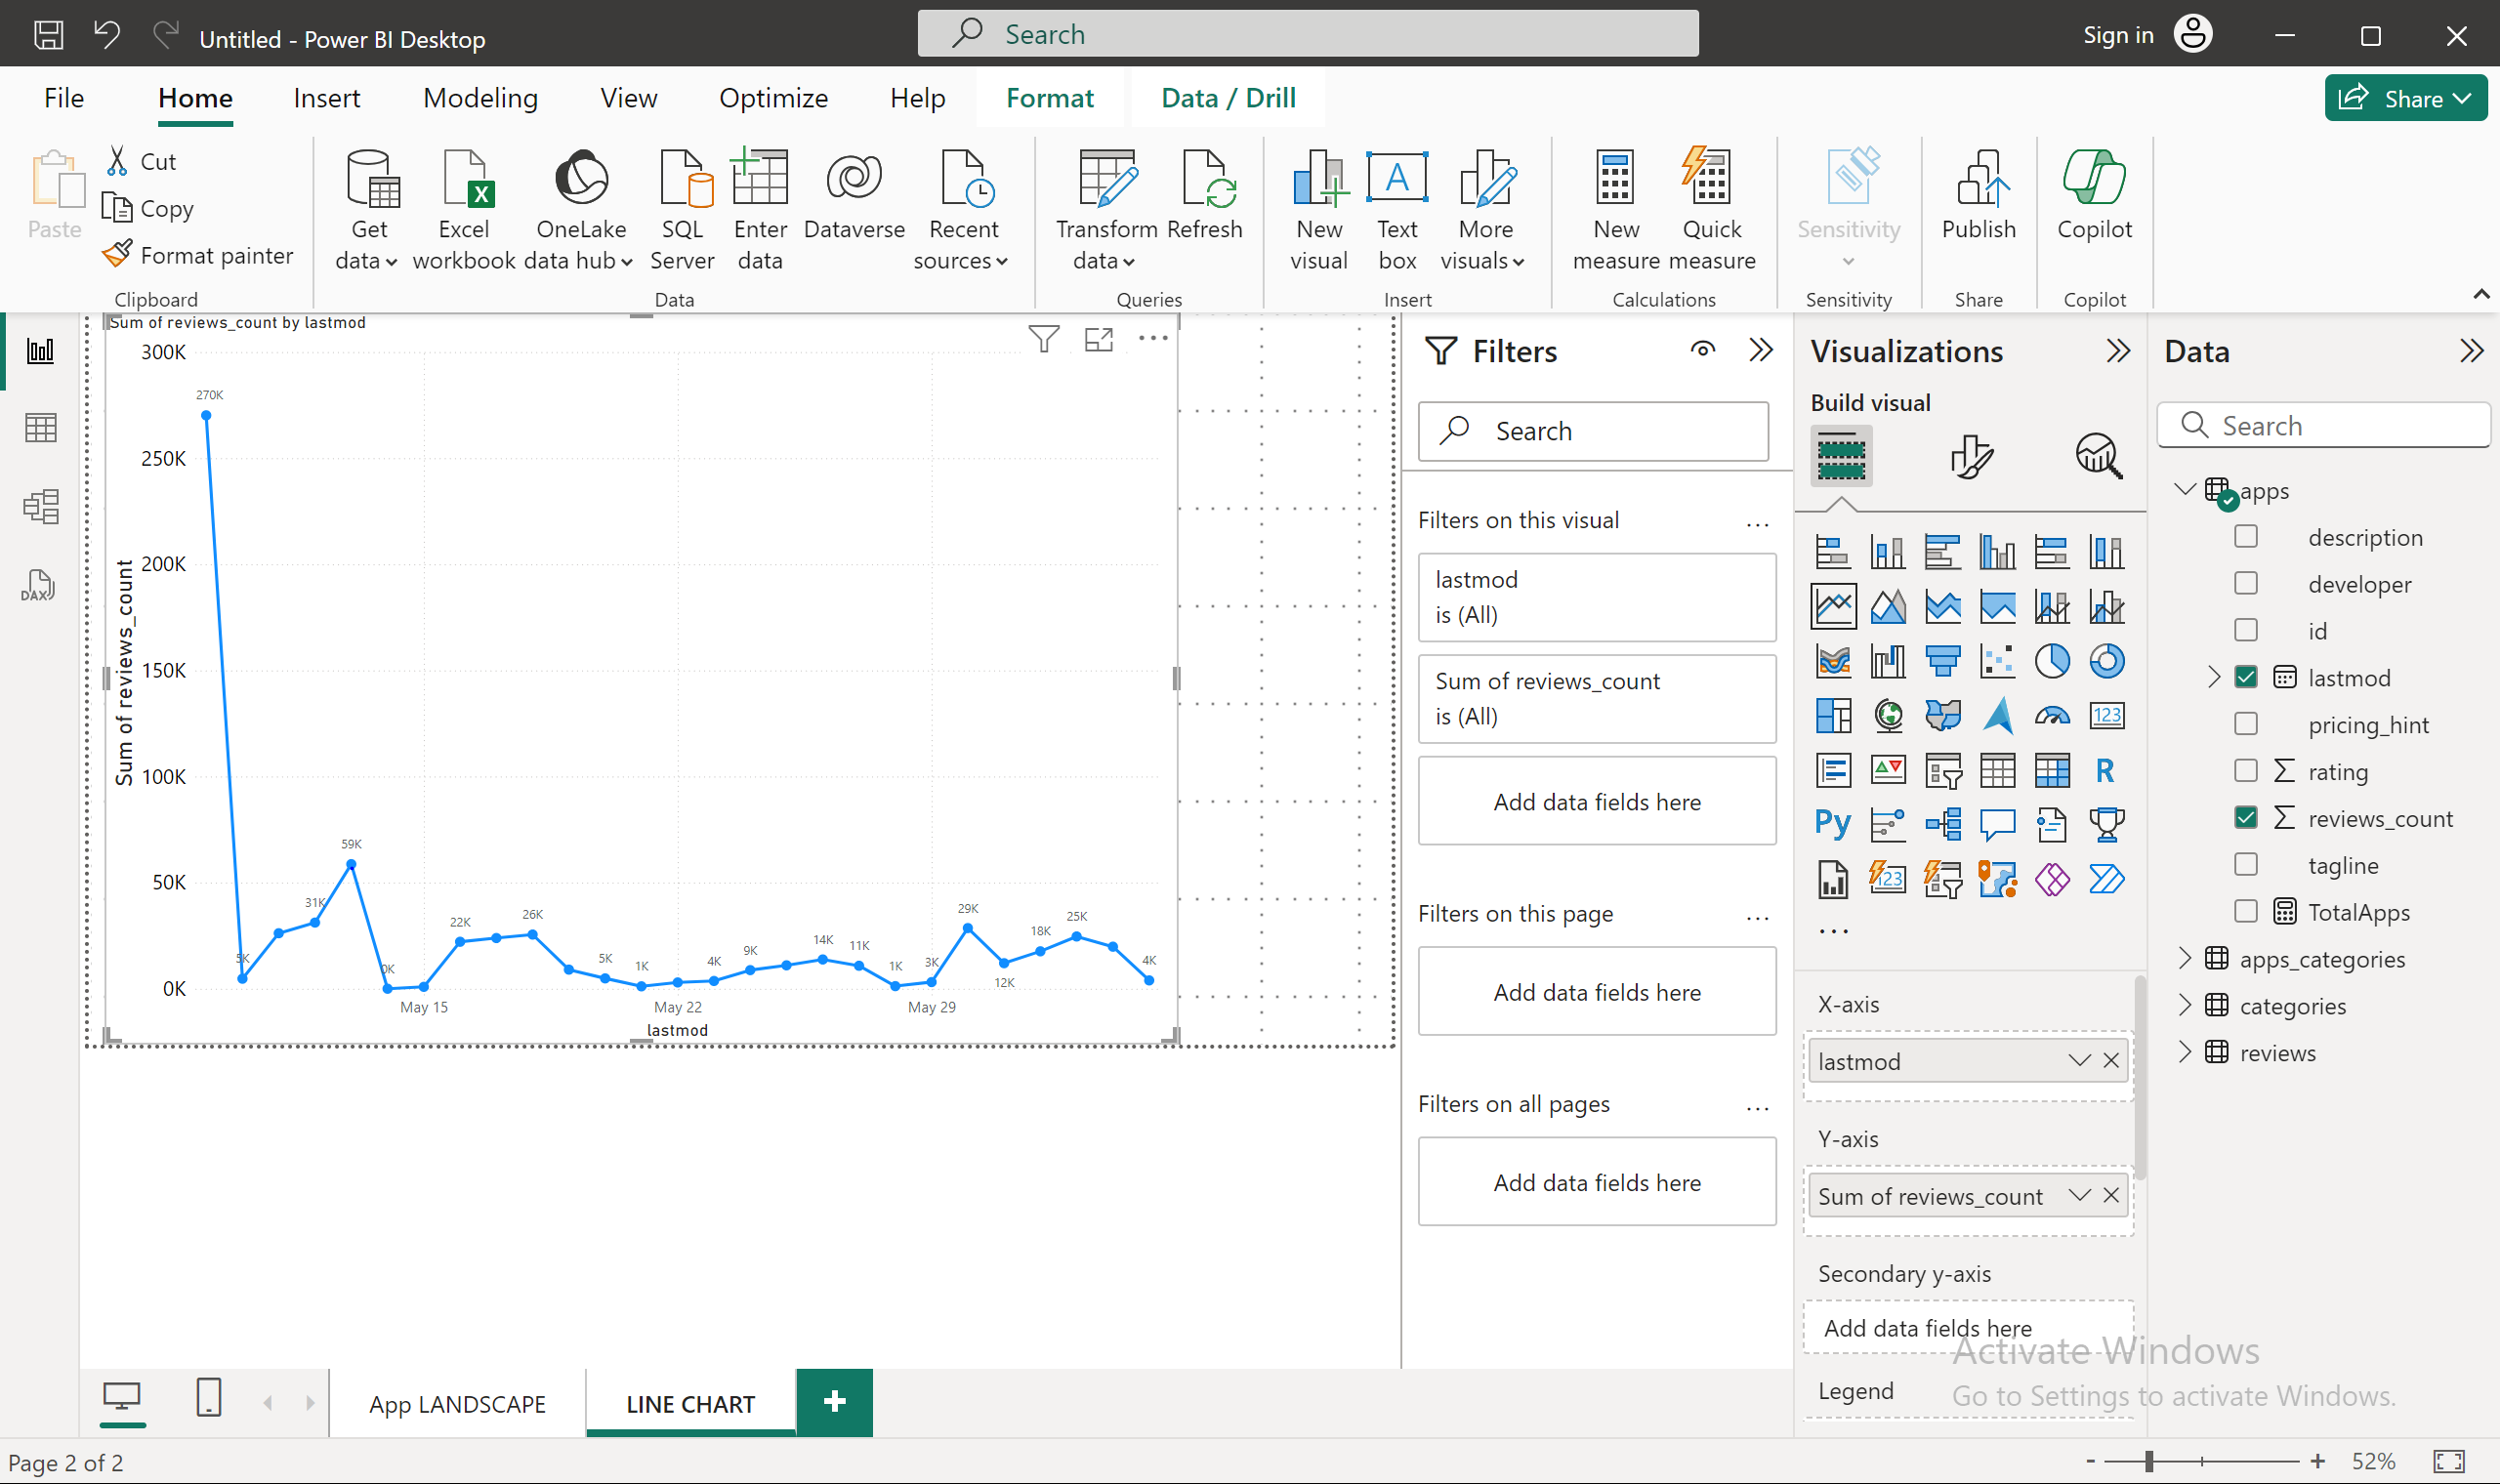 Untitled - Power BI Desktop
Search
Sign in
File
Home
Insert
Modeling
View
Optimize
Help
Format
Data / Drill
Share
Paste
Cut
Copy
Format painter
Clipboard
Get
data
Excel
workbook
OneLake
data hub
SQL
Server
Enter
data
Dataverse
Recent
sources
Data
Transform
data
Refresh
Queries
New
visual
A
Text
box
More
visuals
Insert
New
measure
Quick
measure
Calculations
Sensitivity
Sensitivity
Publish
Share
Copilot
Copilot
DAX
Sum of reviews_count by lastmod
Sum of reviews_count
300K
250K
200K
150K
100K
50K
0K
270K
5K
31K
59K
0K
22K
26K
5K
1K
4K
9K
14K
11K
1K
3K
29K
12K
18K
25K
4K
May 15
May 22
May 29
lastmod
Filters
Search
Filters on this visual
...
lastmod
is (All)
Sum of reviews_count
is (All)
Add data fields here
Filters on this page
...
Add data fields here
Filters on all pages
...
Add data fields here
Visualizations
Build visual
123
R
Py
123
...
X-axis
lastmod
Y-axis
Sum of reviews_count
Secondary y-axis
Add data fields here
Legend
Data
Search
apps
description
developer
id
lastmod
pricing_hint
Σ rating
Σ reviews_count
tagline
TotalApps
apps_categories
categories
reviews
Activate Windows
Go to Settings to activate Windows.
App LANDSCAPE
LINE CHART
+
Page 2 of 2
- + 52%